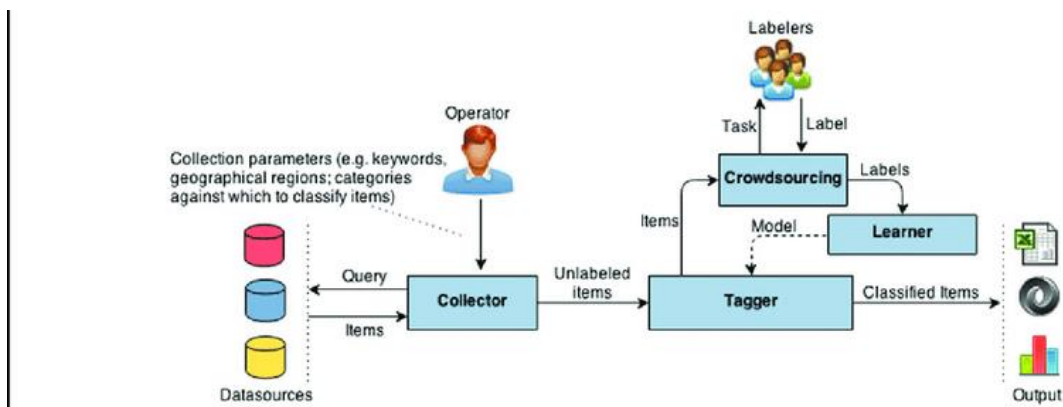 Labelers
Operator
Task
Label
Collection parameters (e.g. keywords,
geographical regions; categories
against which to classify items)
Crowdsourcing
Labels
Items
Model
Learner
Query
Collector
Unlabeled
items
Tagger
Classified Items
Items
Datasources
Output